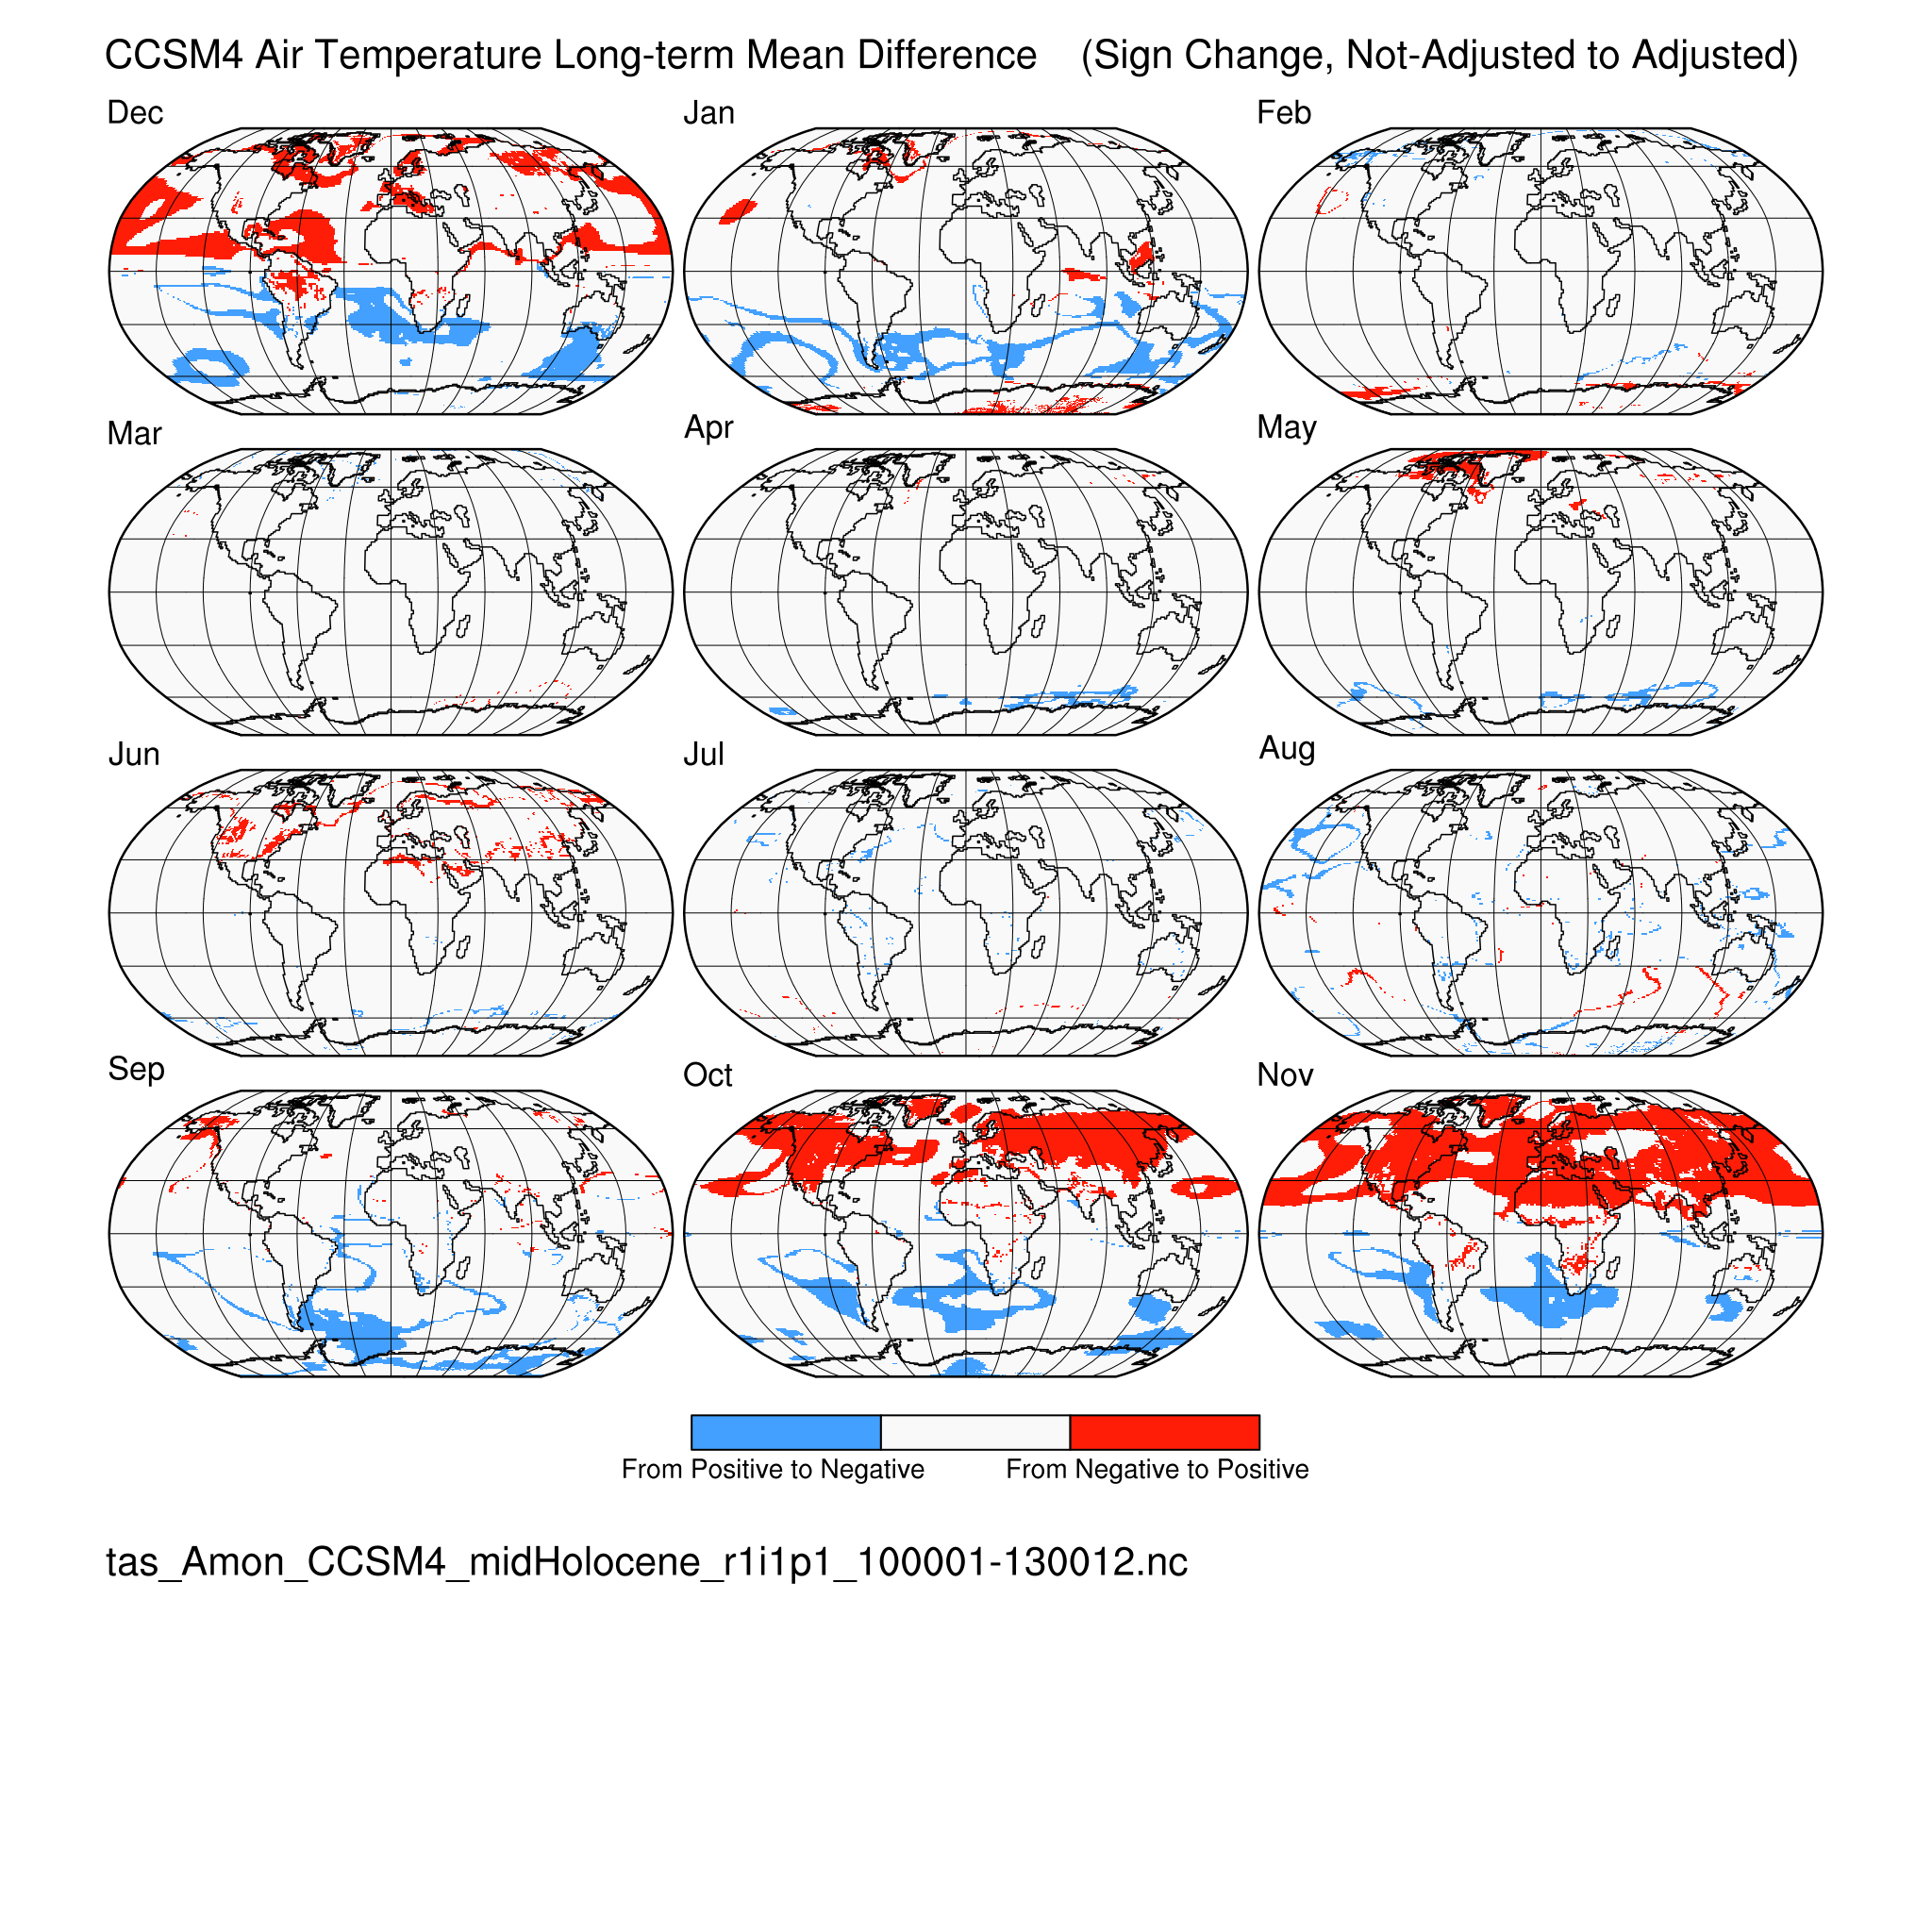 CCSM4 Air Temperature Long-term Mean Difference (Sign Change, Not-Adjusted to Adjusted)
Dec
Jan
Feb
Mar
Apr
May
Jun
Jul
Aug
Sep
Oct
Nov
From Positive to Negative
From Negative to Positive
tas_Amon_CCSM4_midHolocene_r1i1p1_100001-130012.nc